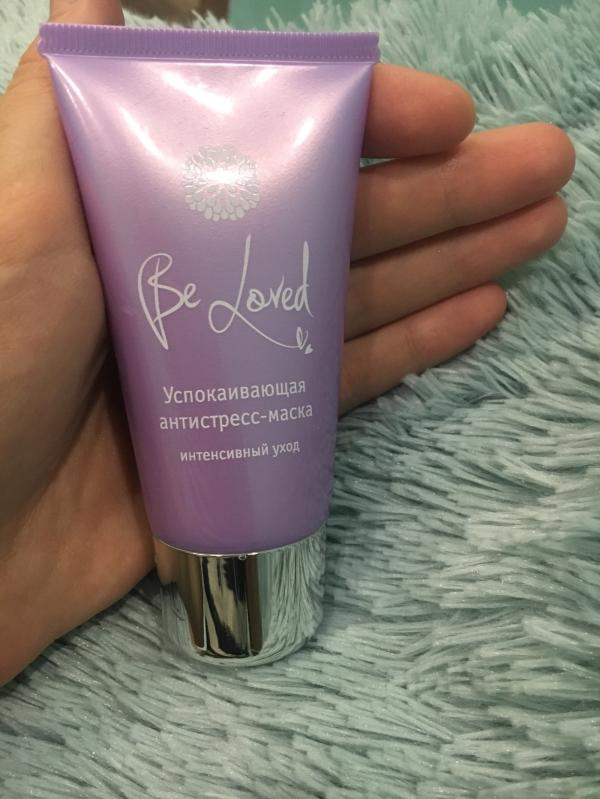 Be Loved
Успокаивающая
антистресс-маска
интенсивный уход